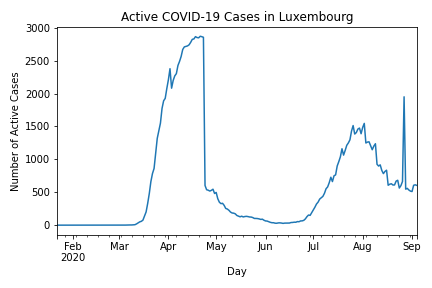 Active COVID-19 Cases in Luxembourg
Number of Active Cases
3000
2500
2000
1500
1000
500
0
Feb Mar Apr May Jun Jul Aug Sep
2020
Day